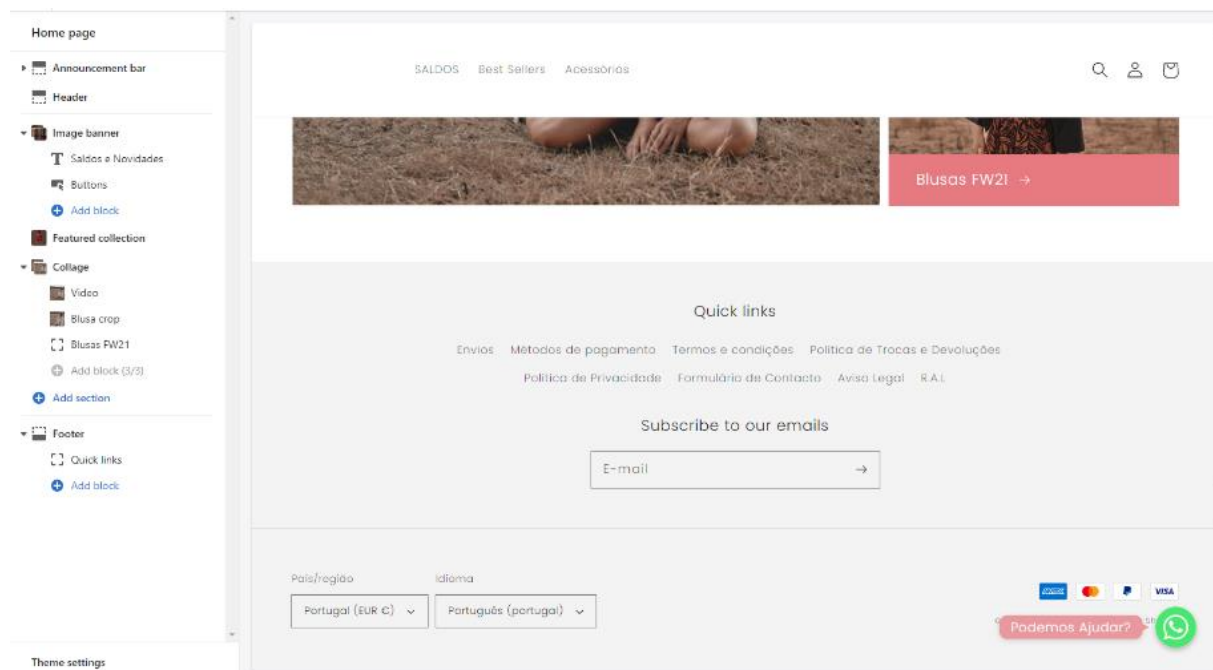 Home page
Announcement bar
Header
Image banner
Saldos e Novidades
Buttons
Add block
Featured collection
Collage
Video
Blusa crop
Blusas FW21
Add block (3/3)
Add section
Footer
Quick links
Add block
Theme settings
SALDOS Best Sellers Acessórios
Blusas FW21 →
Quick links
Envios Métodos de pagamento Termos e condições Política de Trocas e Devoluções
Política de Privacidade Formulário de Contacto Aviso Legal R.A.L
Subscribe to our emails
E-mail →
País/região Idioma
Portugal (EUR €) Português (portugal)
VISA
Podemos Ajudar?